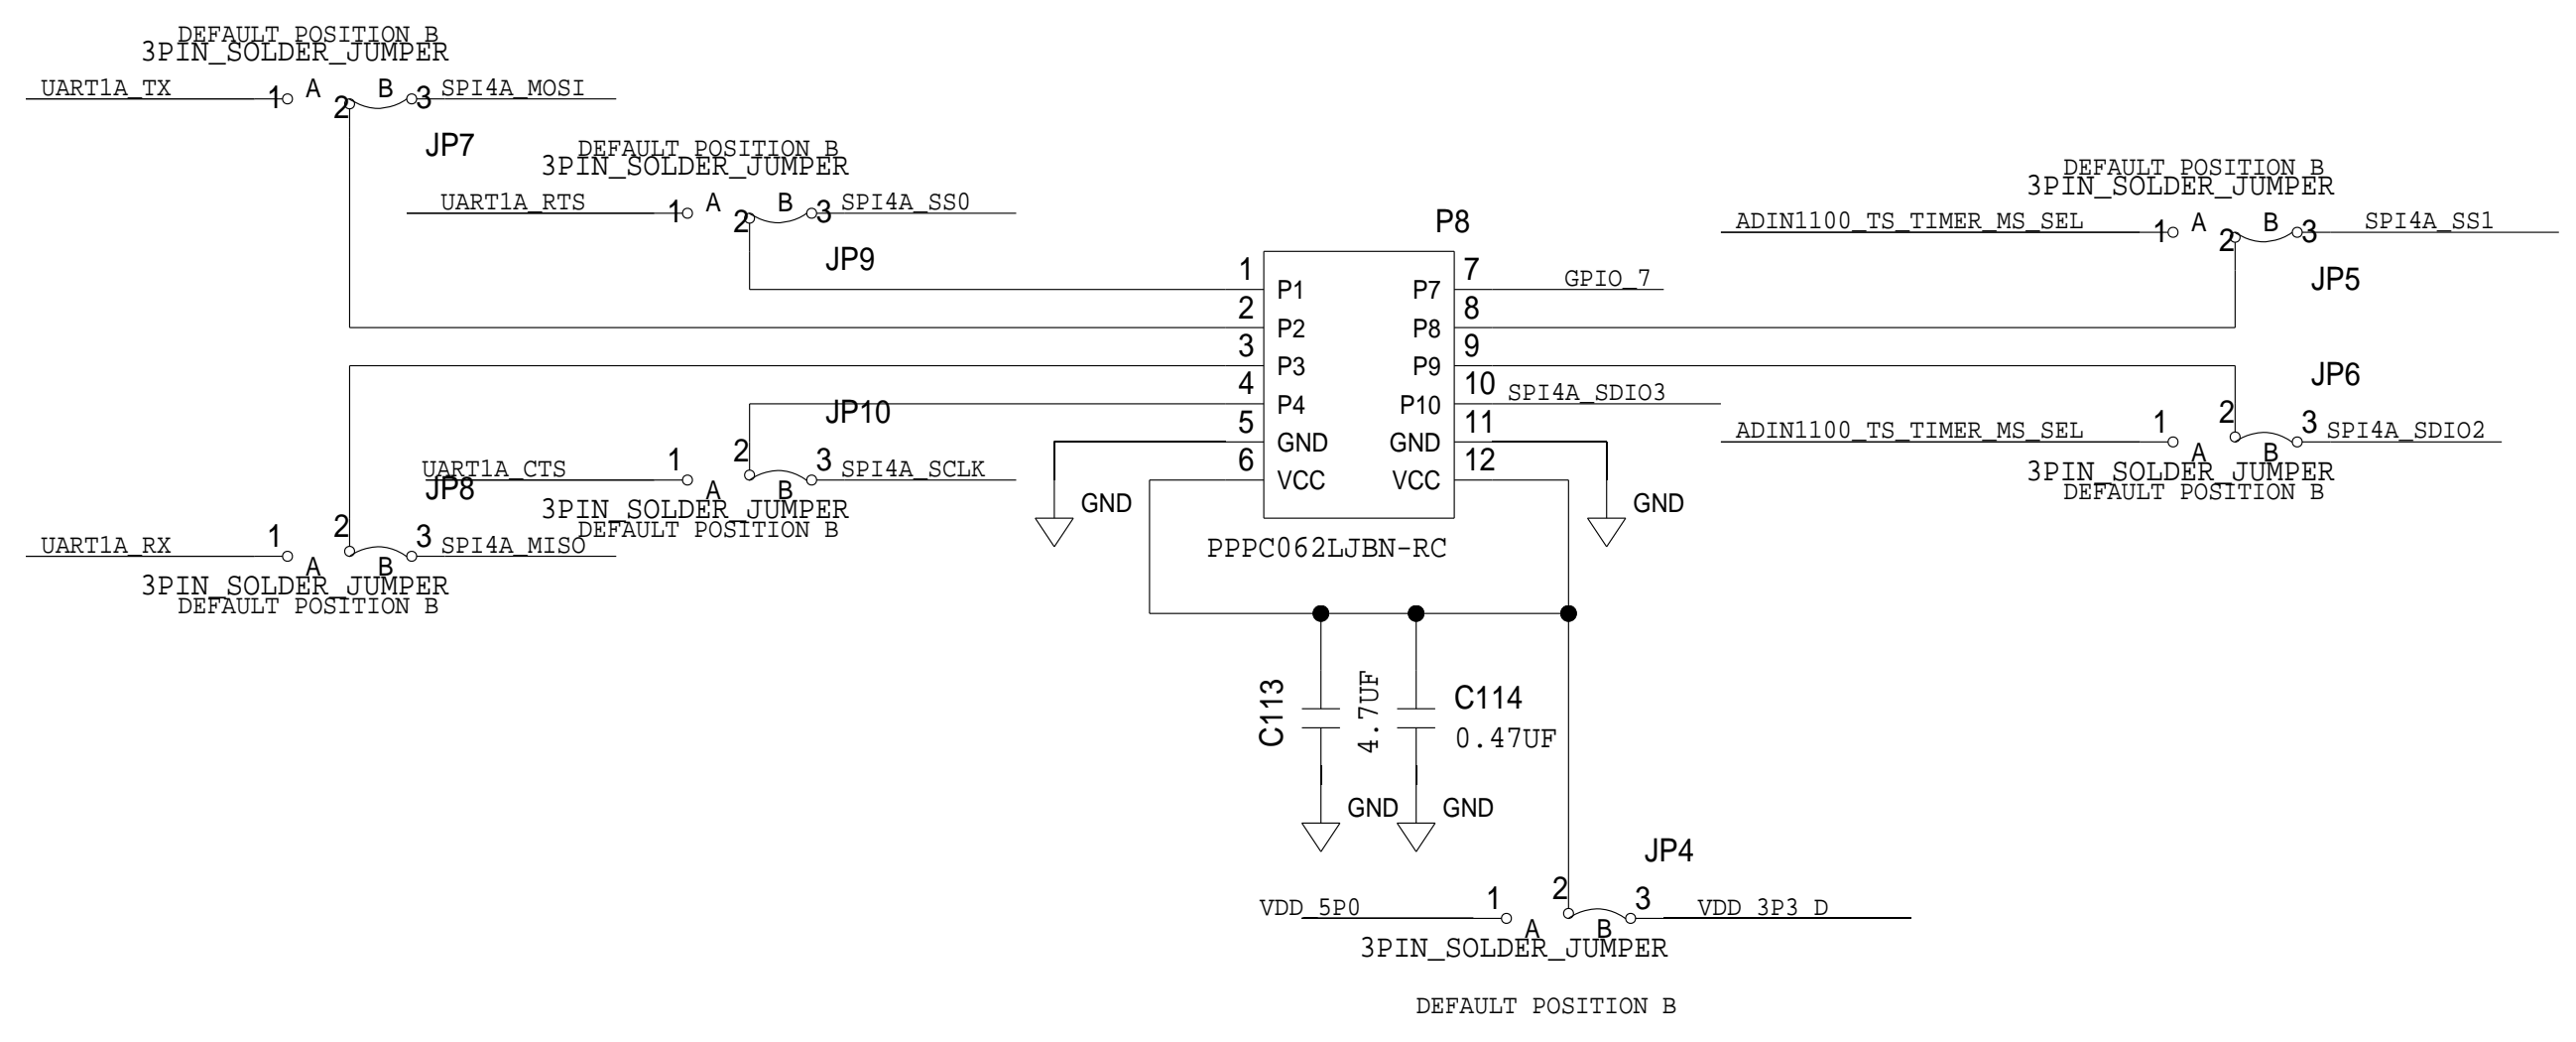 DEFAULT POSITION B
3PIN_SOLDER_JUMPER
UART1A_TX 1 A 2 B 3 SPI4A_MOSI
JP7
DEFAULT POSITION B
3PIN_SOLDER_JUMPER
UART1A_RTS 1 A 2 B 3 SPI4A_SS0
JP9
DEFAULT POSITION B
3PIN_SOLDER_JUMPER
ADIN1100_TS_TIMER_MS_SEL 1 A 2 B 3 SPI4A_SS1
JP5
P8
1 P1 P7 7 GPIO_7
2 P2 P8 8
3 P3 P9 9
4 P4 P10 10 SPI4A_SDIO3
5 GND GND 11
6 VCC VCC 12
GND
GND
PPPC062LJBN-RC
JP6
ADIN1100_TS_TIMER_MS_SEL 1 A 2 B 3 SPI4A_SDIO2
3PIN_SOLDER_JUMPER
DEFAULT POSITION B
JP10
UART1A_CTS 1 A 2 B 3 SPI4A_SCLK
3PIN_SOLDER_JUMPER
DEFAULT POSITION B
JP8
UART1A_RX 1 A 2 B 3 SPI4A_MISO
3PIN_SOLDER_JUMPER
DEFAULT POSITION B
C113
4.7UF
C114
0.47UF
GND
GND
JP4
VDD_5P0 1 A 2 B 3 VDD_3P3_D
3PIN_SOLDER_JUMPER
DEFAULT POSITION B